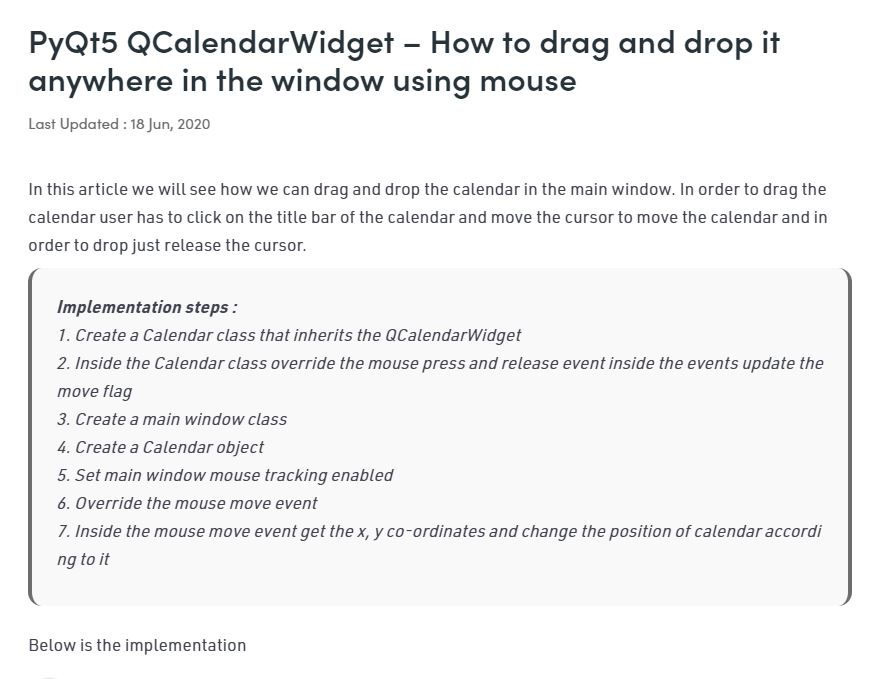 PyQt5 QCalendarWidget – How to drag and drop it
anywhere in the window using mouse
Last Updated : 18 Jun, 2020
In this article we will see how we can drag and drop the calendar in the main window. In order to drag the
calendar user has to click on the title bar of the calendar and move the cursor to move the calendar and in
order to drop just release the cursor.
Implementation steps :
1. Create a Calendar class that inherits the QCalendarWidget
2. Inside the Calendar class override the mouse press and release event inside the events update the
move flag
3. Create a main window class
4. Create a Calendar object
5. Set main window mouse tracking enabled
6. Override the mouse move event
7. Inside the mouse move event get the x, y co-ordinates and change the position of calendar accordi
ng to it
Below is the implementation